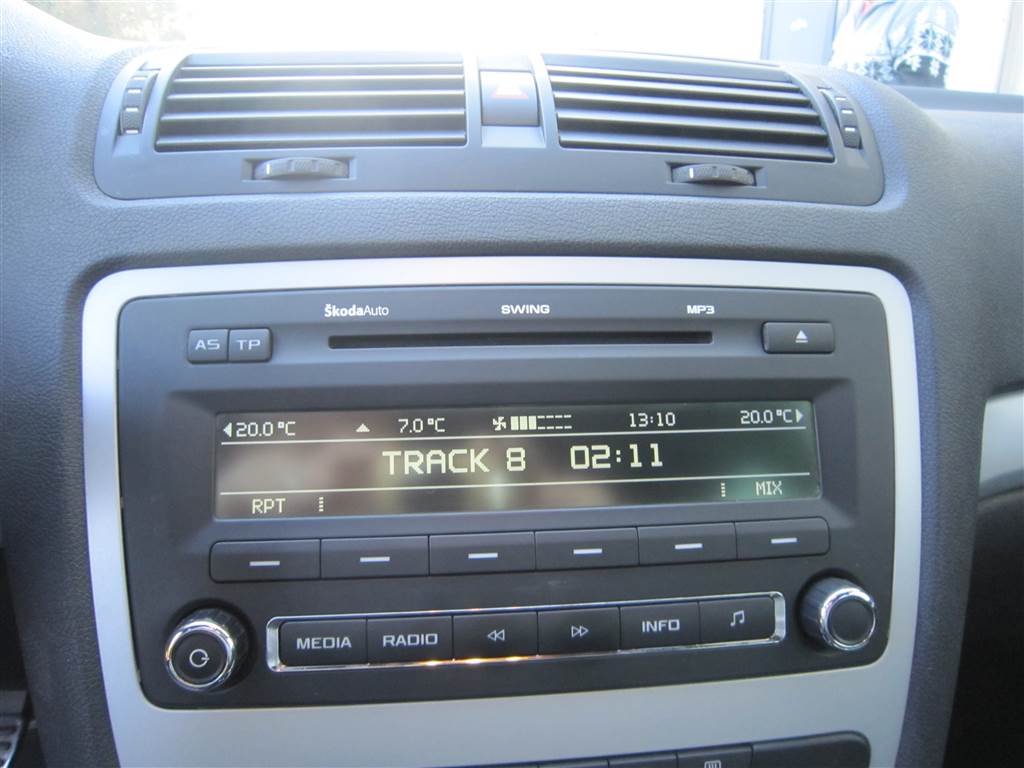 ŠkodaAuto SWING MP3
AS TP
20.0°C 7.0°C 13:10 20.0°C
TRACK 8 02:11
RPT MIX
MEDIA RADIO INFO